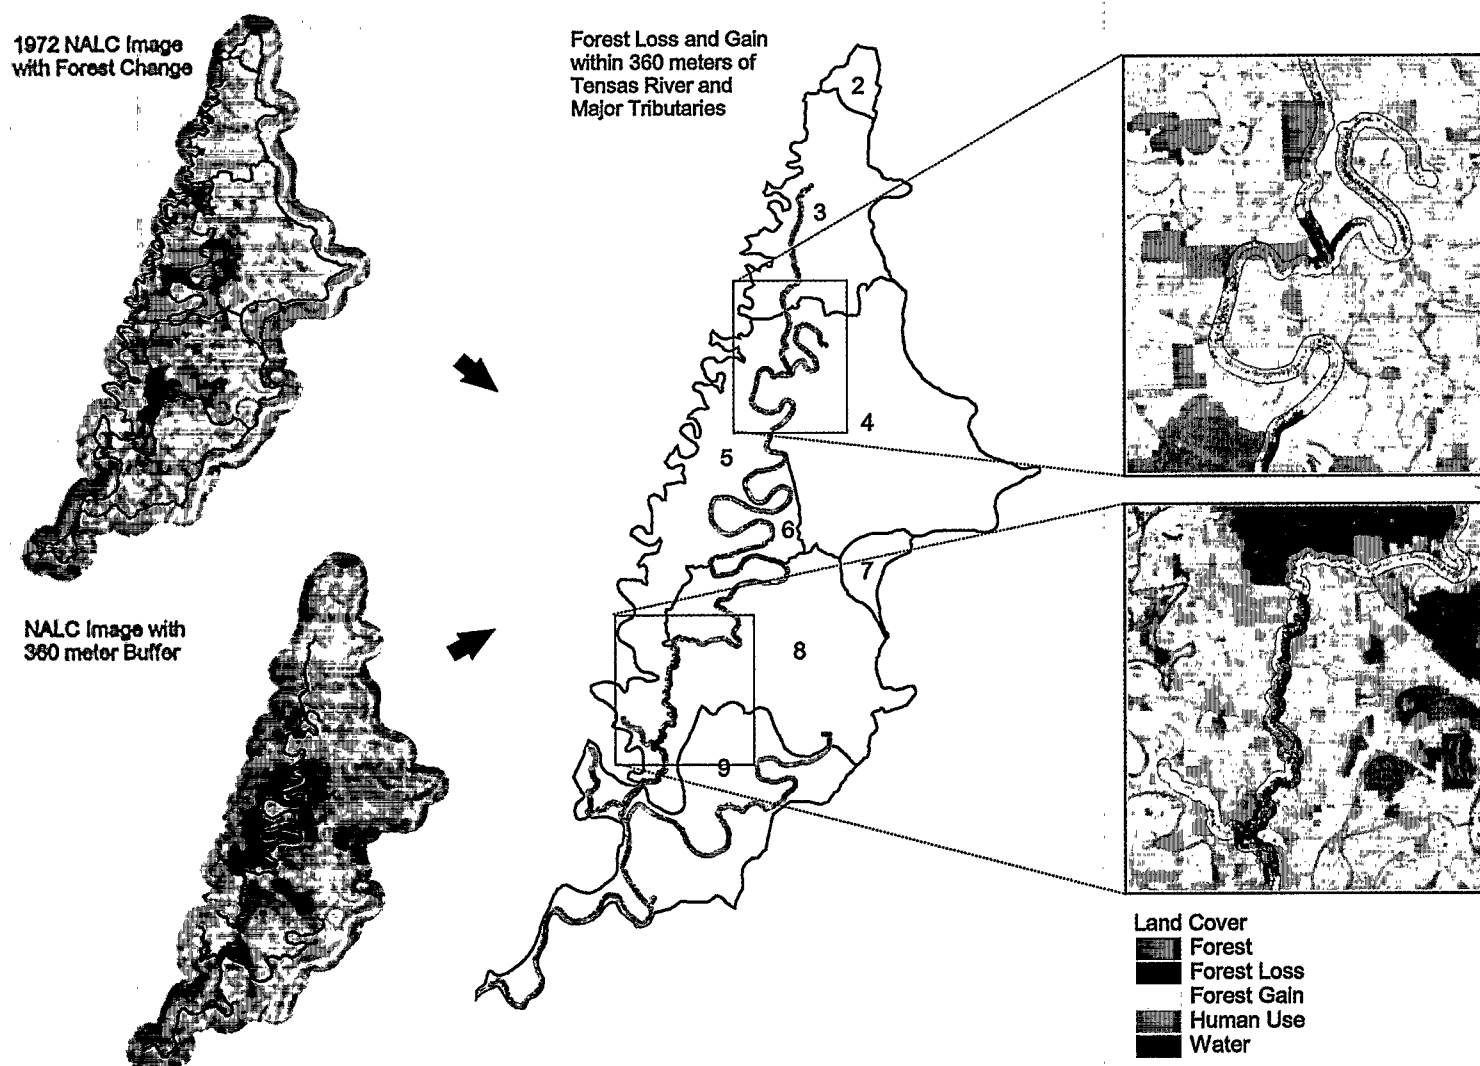 1972 NALC Image
with Forest Change
Forest Loss and Gain
within 360 meters of
Tensas River and
Major Tributaries
2
3
4
5
6
7
8
9
NALC Image with
360 meter Buffer
Land Cover
Forest
Forest Loss
Forest Gain
Human Use
Water